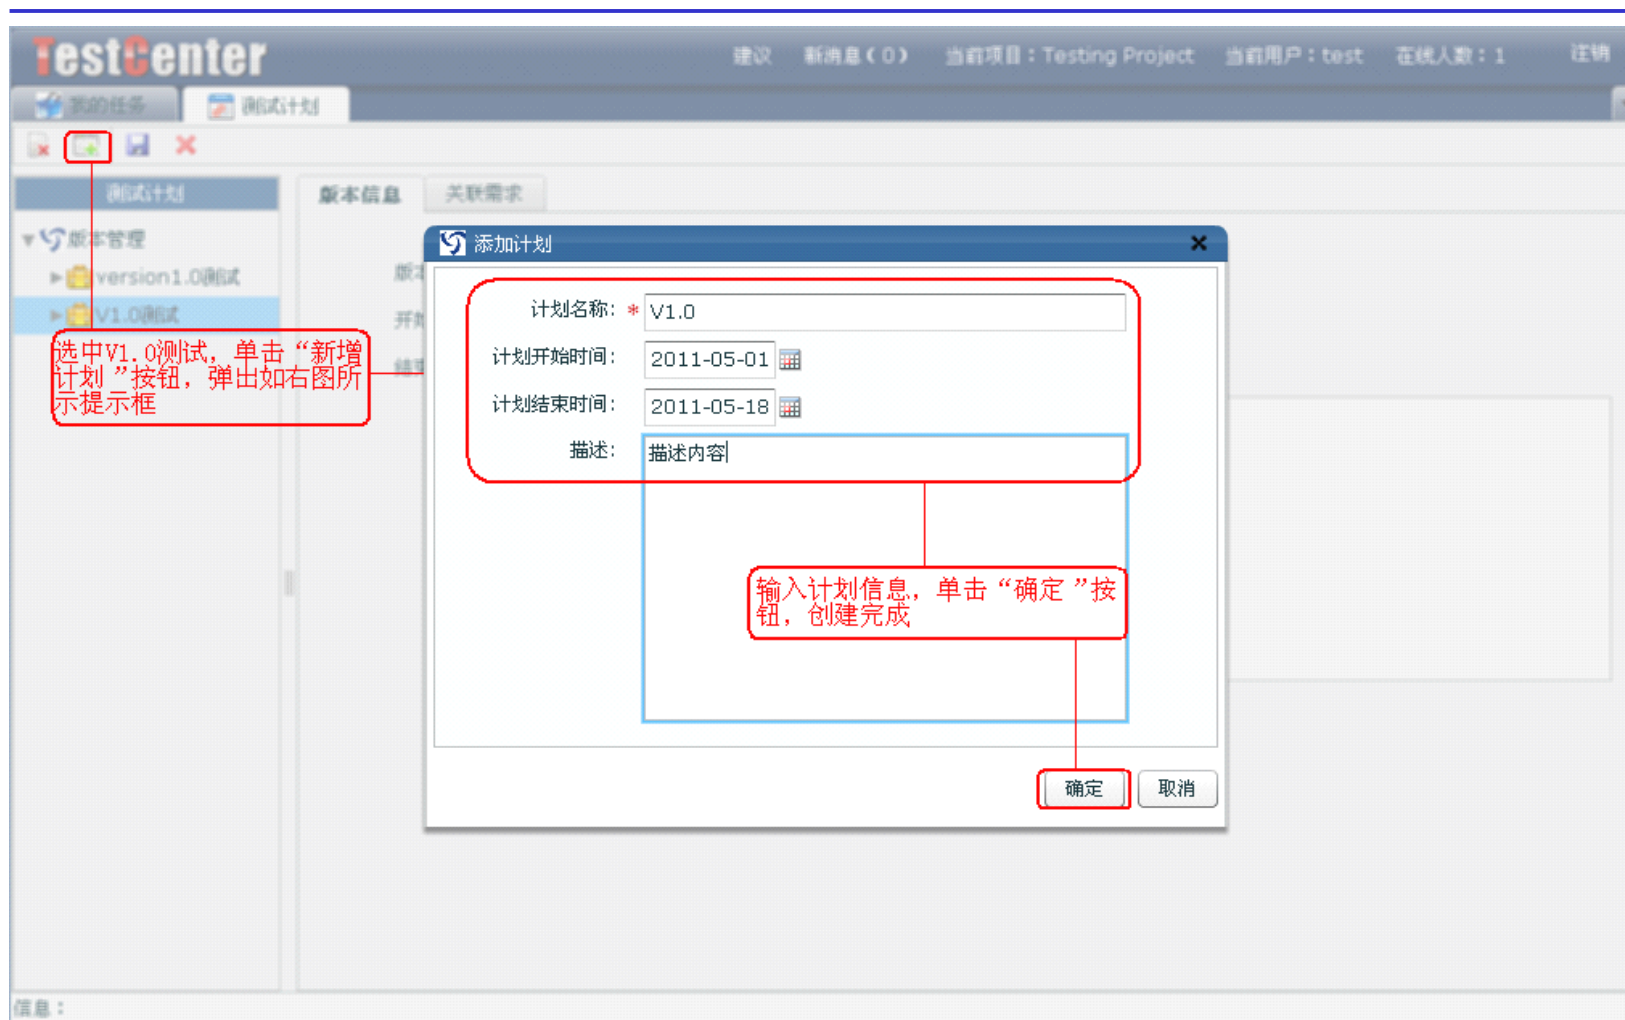 TestCenter
建议 新消息(0) 当前项目:Testing Project 当前用户:test 在线人数:1 注销
我的任务 测试计划
测试计划 版本信息 关联需求
版本管理
version1.0测试
V1.0测试
选中V1.0测试, 单击“新增
计划 ”按钮, 弹出如右图所
示提示框
添加计划
计划名称: * V1.0
计划开始时间: 2011-05-01
计划结束时间: 2011-05-18
描述: 描述内容
输入计划信息, 单击“确定 ”按
钮, 创建完成
确定 取消
信息: